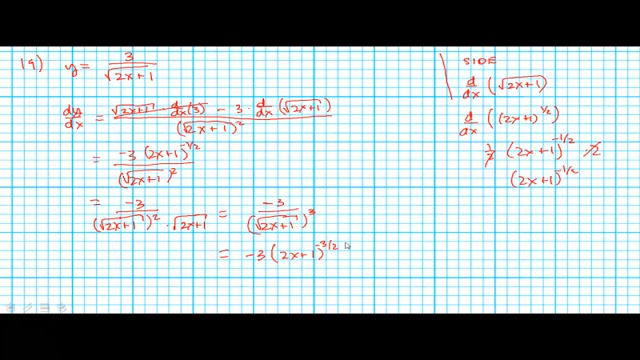 19) y = 3 / √(2x+1)
dy/dx = (√(2x+1) · d/dx (3) − 3 · d/dx (√(2x+1))) / (√(2x+1))²
= −3 (2x+1)^(−1/2) / (√(2x+1))²
= −3 / ((√(2x+1))² · √(2x+1)) = −3 / (√(2x+1))³
= −3 (2x+1)^(−3/2)
SIDE
d/dx (√(2x+1))
d/dx ((2x+1)^(1/2))
1/2 (2x+1)^(−1/2) · 2
(2x+1)^(−1/2)